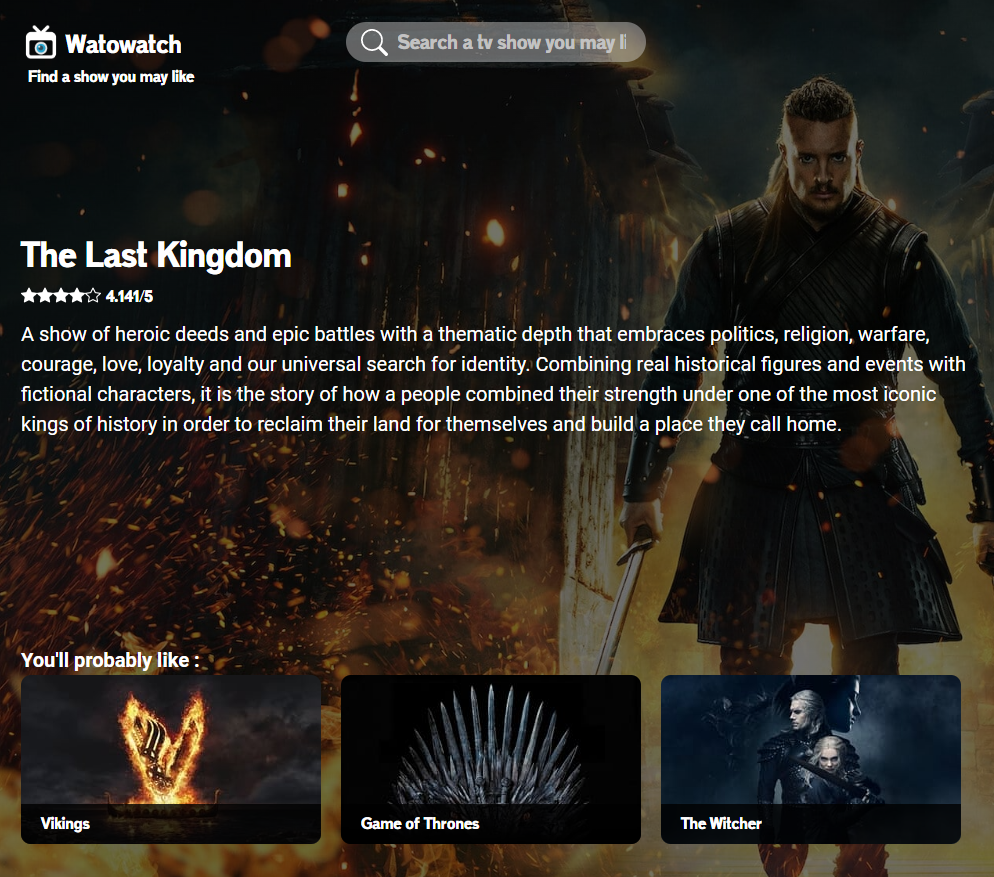 Watowatch
Find a show you may like
Search a tv show you may li
The Last Kingdom
4.141/5
A show of heroic deeds and epic battles with a thematic depth that embraces politics, religion, warfare,
courage, love, loyalty and our universal search for identity. Combining real historical figures and events with
fictional characters, it is the story of how a people combined their strength under one of the most iconic
kings of history in order to reclaim their land for themselves and build a place they call home.
You'll probably like :
Vikings
Game of Thrones
The Witcher